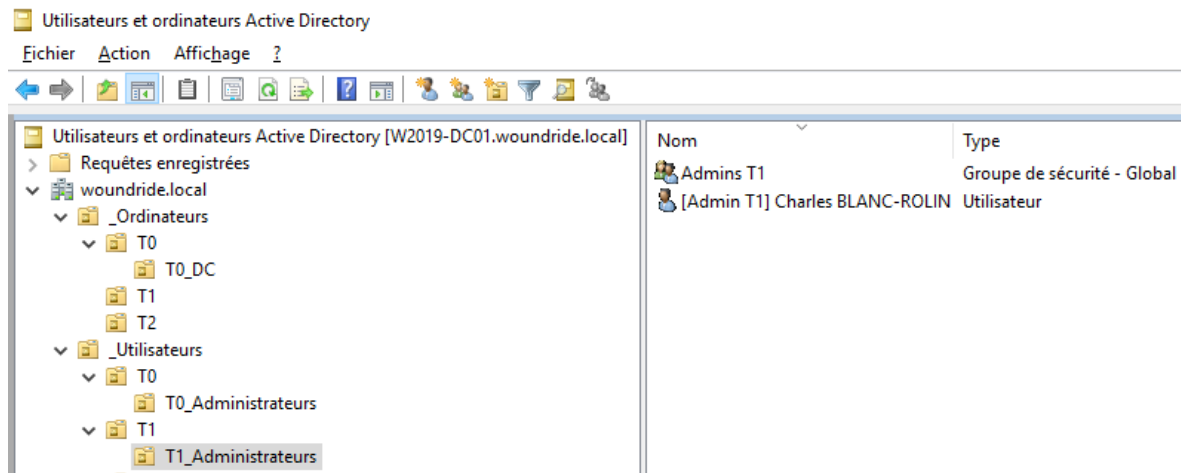 Utilisateurs et ordinateurs Active Directory
Fichier Action Affichage ?
Utilisateurs et ordinateurs Active Directory [W2019-DC01.woundride.local]
Requêtes enregistrées
woundride.local
_Ordinateurs
T0
T0_DC
T1
T2
_Utilisateurs
T0
T0_Administrateurs
T1
T1_Administrateurs
Nom Type
Admins T1 Groupe de sécurité - Global
[Admin T1] Charles BLANC-ROLIN Utilisateur